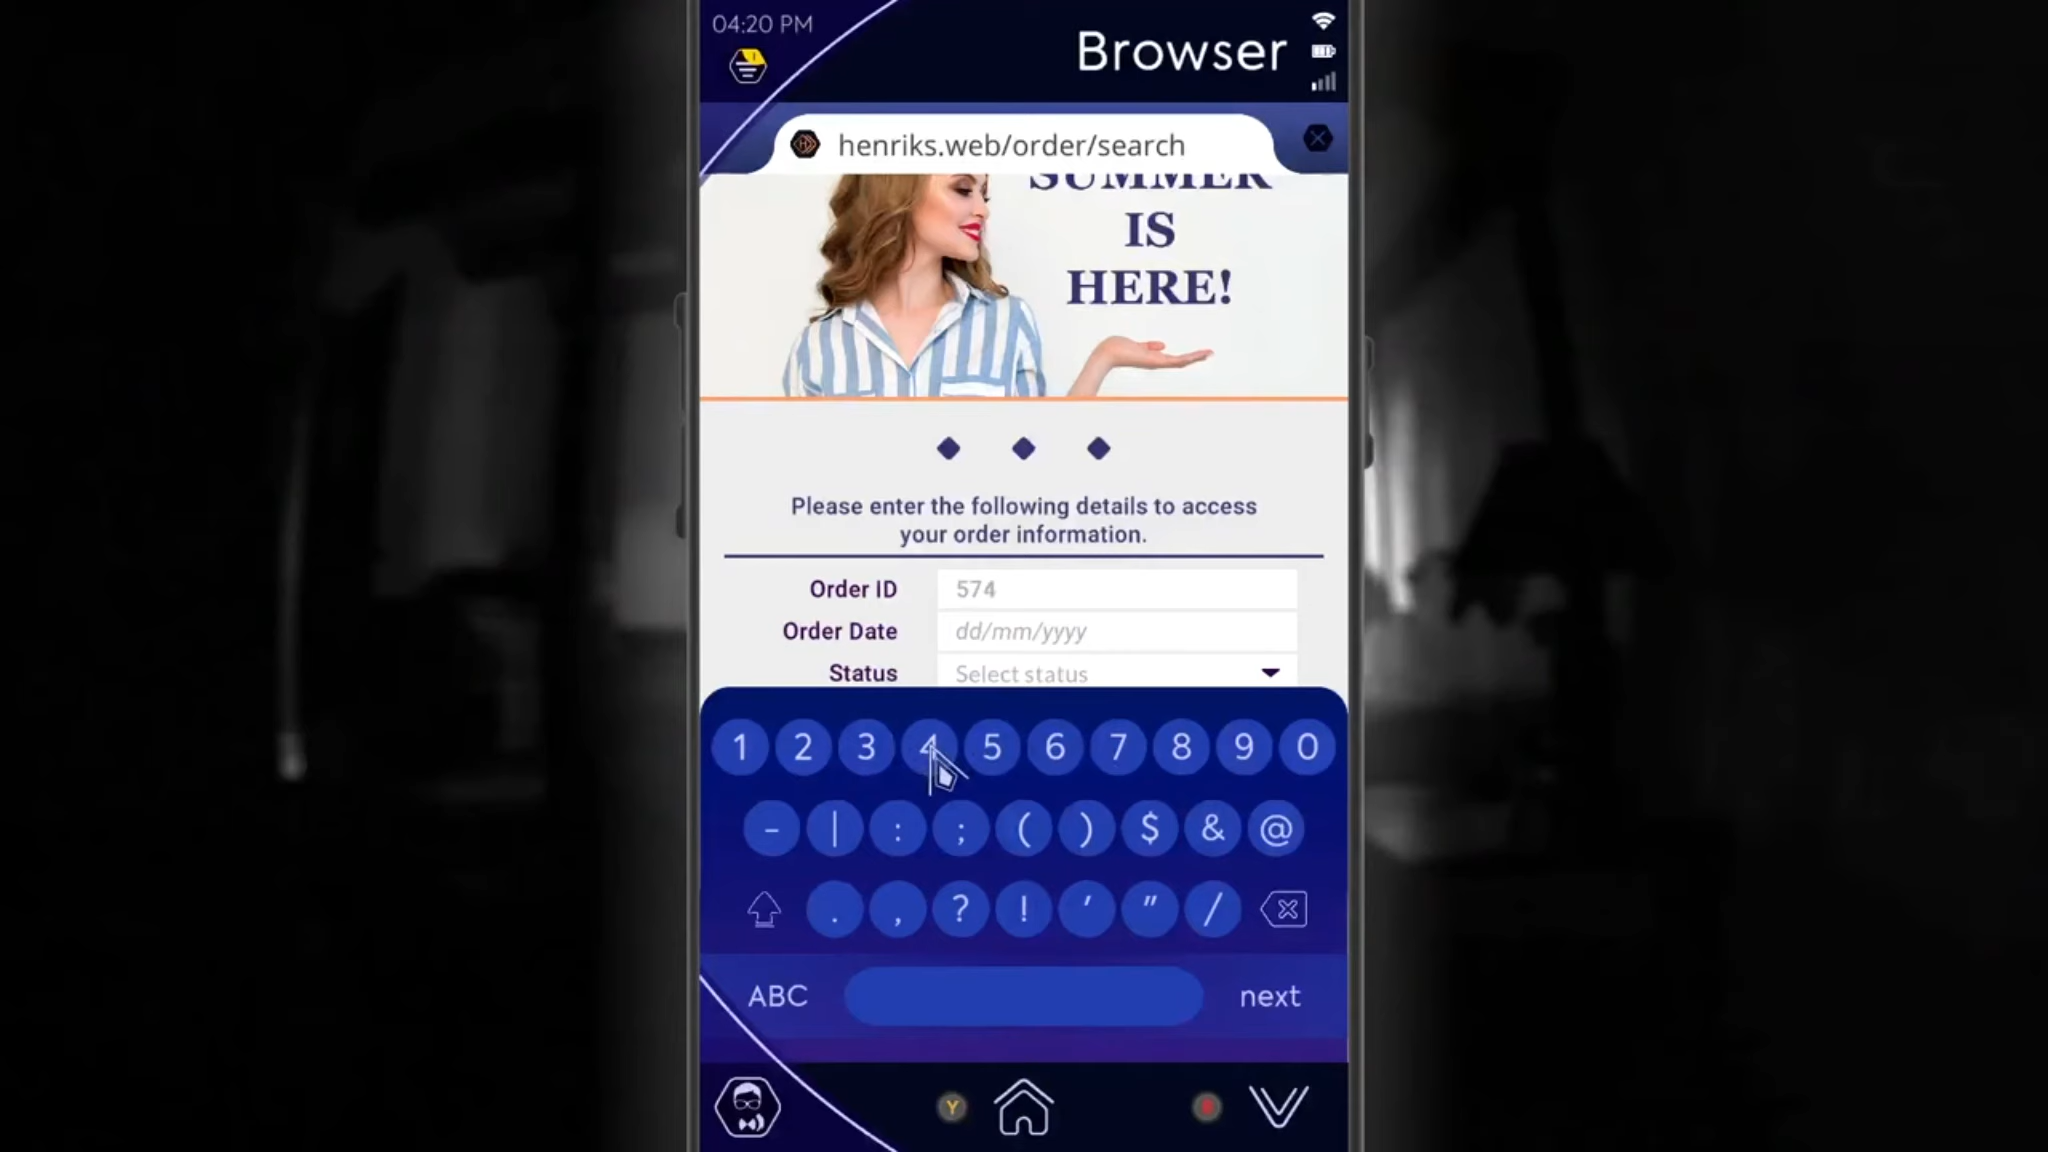 04:20 PM
Browser
henriks.web/order/search
SUMMER
IS
HERE!
Please enter the following details to access
your order information.
Order ID 574
Order Date dd/mm/yyyy
Status Select status
1 2 3 4 5 6 7 8 9 0
- | : ; ( ) $ & @
. , ? ! ' " /
ABC next
Y